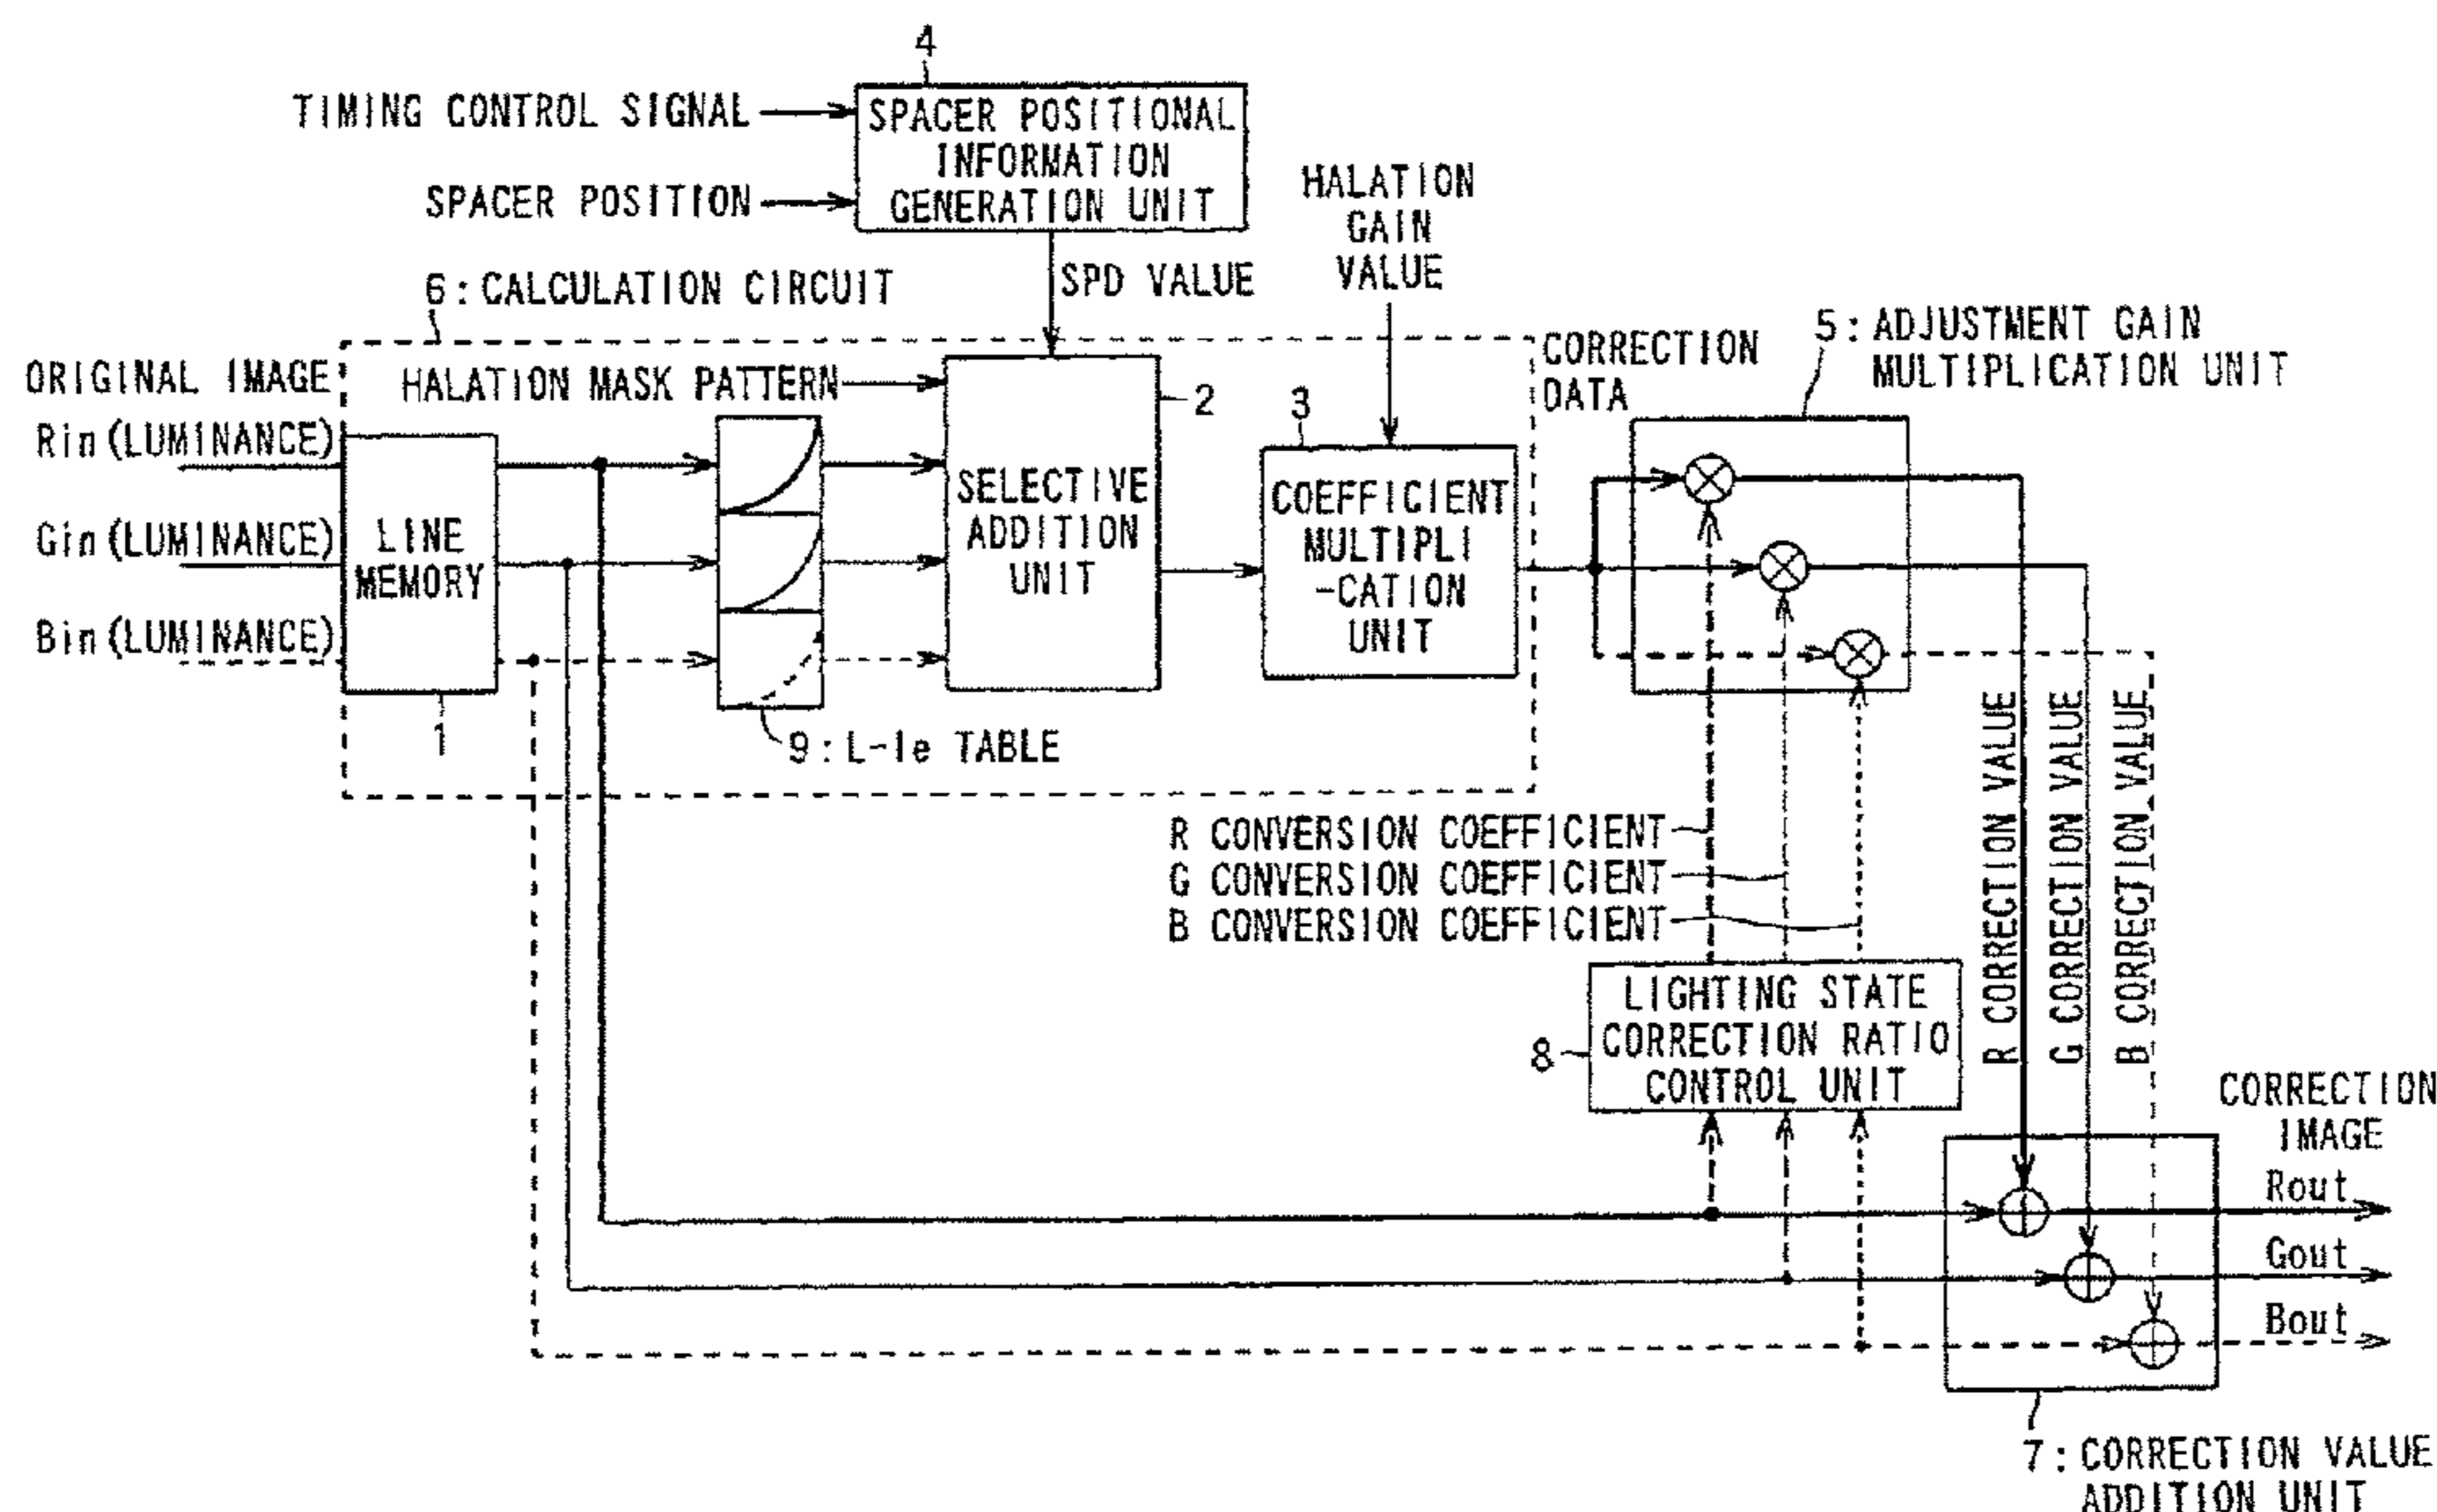 4
TIMING CONTROL SIGNAL
SPACER POSITION
SPACER POSITIONAL
INFORMATION
GENERATION UNIT
HALATION
GAIN
VALUE
SPD VALUE
6:CALCULATION CIRCUIT
ORIGINAL IMAGE
HALATION MASK PATTERN
CORRECTION
DATA
5:ADJUSTMENT GAIN
MULTIPLICATION UNIT
2
3
Rin(LUMINANCE)
Gin(LUMINANCE)
Bin(LUMINANCE)
LINE
MEMORY
1
SELECTIVE
ADDITION
UNIT
COEFFICIENT
MULTIPLI
-CATION
UNIT
9:L-Ie TABLE
R CONVERSION COEFFICIENT
G CONVERSION COEFFICIENT
B CONVERSION COEFFICIENT
R CORRECTION VALUE
G CORRECTION VALUE
B CORRECTION VALUE
8
LIGHTING STATE
CORRECTION RATIO
CONTROL UNIT
CORRECTION
IMAGE
Rout
Gout
Bout
7:CORRECTION VALUE
ADDITION UNIT